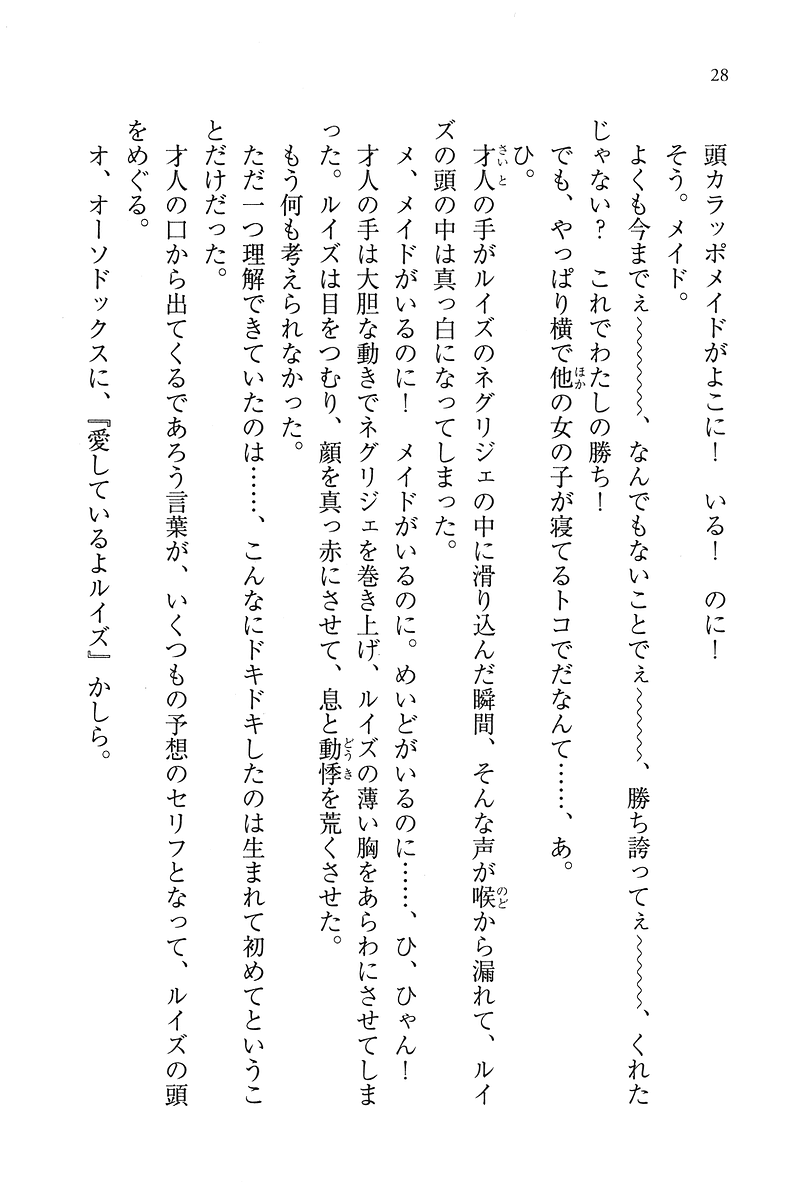 28
頭カラッポメイドがよこに！　いる！　のに！
そう。メイド。
よくも今までぇ～～～～～、なんでもないことでぇ～～～～、勝ち誇ってぇ～～～～、くれた
じゃない？　これでわたしの勝ち！
でも、やっぱり横で他の女の子が寝てるトコでだなんて……、あ。
ひ。
才人の手がルイズのネグリジェの中に滑り込んだ瞬間、そんな声が喉から漏れて、ルイ
ズの頭の中は真っ白になってしまった。
メ、メイドがいるのに！　メイドがいるのに。めいどがいるのに……、ひ、ひゃん！
才人の手は大胆な動きでネグリジェを巻き上げ、ルイズの薄い胸をあらわにさせてしま
った。ルイズは目をつむり、顔を真っ赤にさせて、息と動悸を荒くさせた。
もう何も考えられなかった。
ただ一つ理解できていたのは……、こんなにドキドキしたのは生まれて初めてというこ
とだけだった。
才人の口から出てくるであろう言葉が、いくつもの予想のセリフとなって、ルイズの頭
をめぐる。
オ、オーソドックスに、『愛しているよルイズ』かしら。